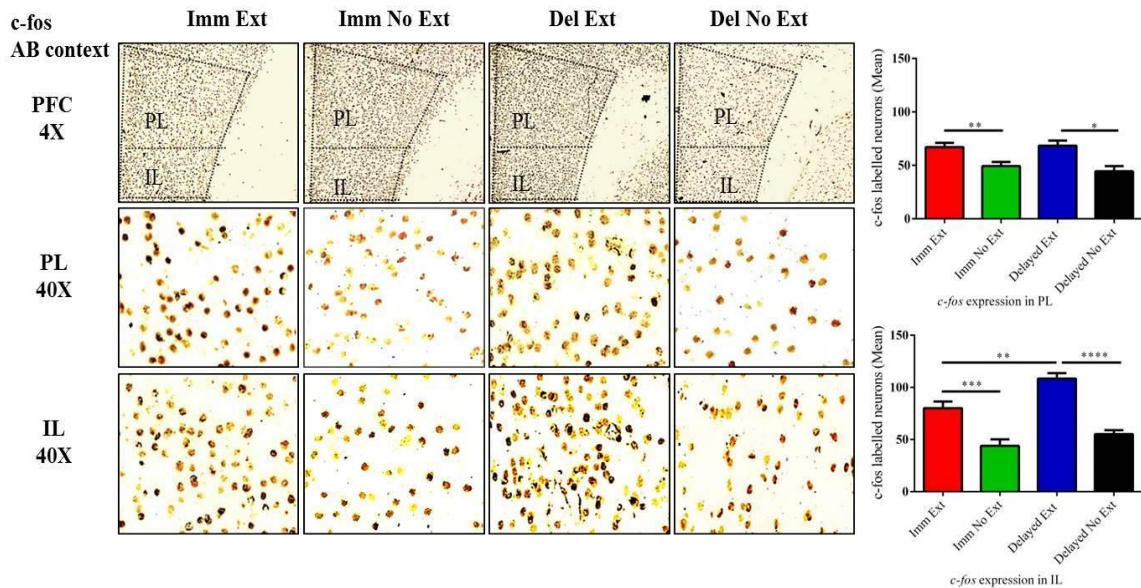 c-fos
AB context
Imm Ext
Imm No Ext
Del Ext
Del No Ext
PFC
4X
PL
IL
PL
IL
PL
IL
PL
IL
PL
40X
IL
40X
c-fos labelled neurons (Mean)
150
100
50
0
**
*
Imm Ext
Imm No Ext
Delayed Ext
Delayed No Ext
c-fos expression in PL
c-fos labelled neurons (Mean)
150
100
50
0
**
****
***
Imm Ext
Imm No Ext
Delayed Ext
Delayed No Ext
c-fos expression in IL